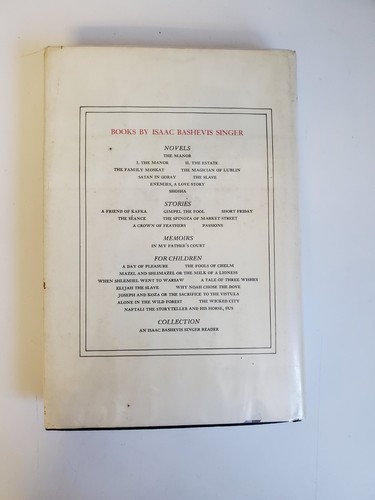 BOOKS BY ISAAC BASHEVIS SINGER
NOVELS
THE MANOR
I. THE MANOR II. THE ESTATE
THE FAMILY MOSKAT THE MAGICIAN OF LUBLIN
SATAN IN GORAY THE SLAVE
ENEMIES, A LOVE STORY
SHOSHA
STORIES
A FRIEND OF KAFKA GIMPEL THE FOOL SHORT FRIDAY
THE SÉANCE THE SPINOZA OF MARKET STREET
A CROWN OF FEATHERS PASSIONS
MEMOIRS
IN MY FATHER'S COURT
FOR CHILDREN
A DAY OF PLEASURE THE FOOLS OF CHELM
MAZEL AND SHLIMAZEL OR THE MILK OF A LIONESS
WHEN SHLEMIEL WENT TO WARSAW A TALE OF THREE WISHES
ELIJAH THE SLAVE WHY NOAH CHOSE THE DOVE
JOSEPH AND KOZA OR THE SACRIFICE TO THE VISTULA
ALONE IN THE WILD FOREST THE WICKED CITY
NAFTALI THE STORYTELLER AND HIS HORSE, SUS
COLLECTION
AN ISAAC BASHEVIS SINGER READER